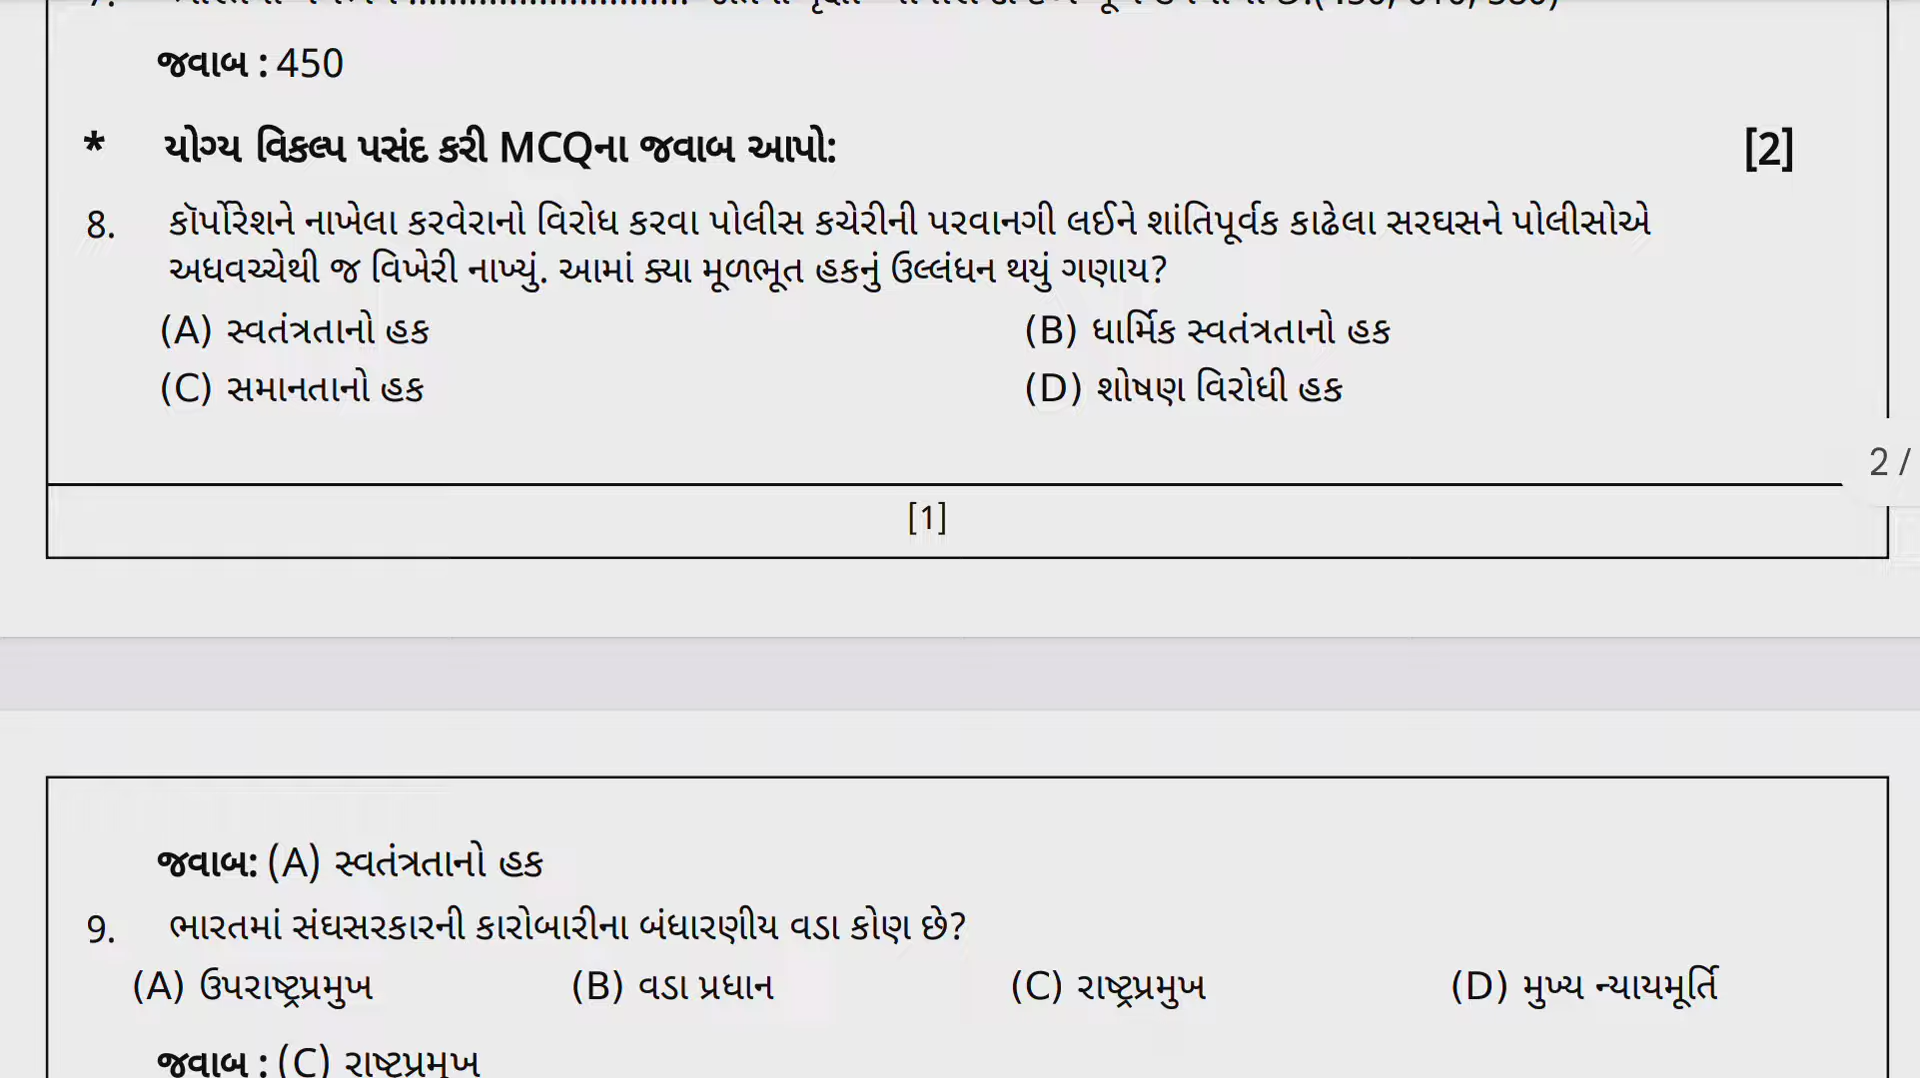 જવાબ : 450
* યોગ્ય વિકલ્પ પસંદ કરી MCQના જવાબ આપો: [2]
8. કૉર્પોરેશને નાખેલા કરવેરાનો વિરોધ કરવા પોલીસ કચેરીની પરવાનગી લઈને શાંતિપૂર્વક કાઢેલા સરઘસને પોલીસોએ
અધવચ્ચેથી જ વિખેરી નાખ્યું. આમાં ક્યા મૂળભૂત હકનું ઉલ્લંધન થયું ગણાય?
(A) સ્વતંત્રતાનો હક (B) ધાર્મિક સ્વતંત્રતાનો હક
(C) સમાનતાનો હક (D) શોષણ વિરોધી હક
2 /
[1]
જવાબ: (A) સ્વતંત્રતાનો હક
9. ભારતમાં સંઘસરકારની કારોબારીના બંધારણીય વડા કોણ છે?
(A) ઉપરાષ્ટ્રપ્રમુખ (B) વડા પ્રધાન (C) રાષ્ટ્રપ્રમુખ (D) મુખ્ય ન્યાયમૂર્તિ
જવાબ : (C) રાષ્ટ્રપ્રમુખ